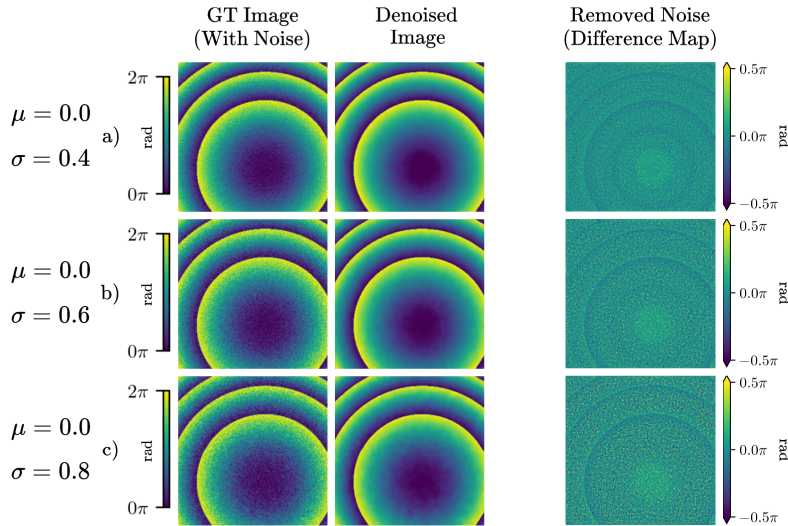 GT Image
(With Noise)
Denoised
Image
Removed Noise
(Difference Map)
μ = 0.0
σ = 0.4
a)
2π
rad
0π
0.5π
0.0π
−0.5π
rad
μ = 0.0
σ = 0.6
b)
2π
rad
0π
0.5π
0.0π
−0.5π
rad
μ = 0.0
σ = 0.8
c)
2π
rad
0π
0.5π
0.0π
−0.5π
rad